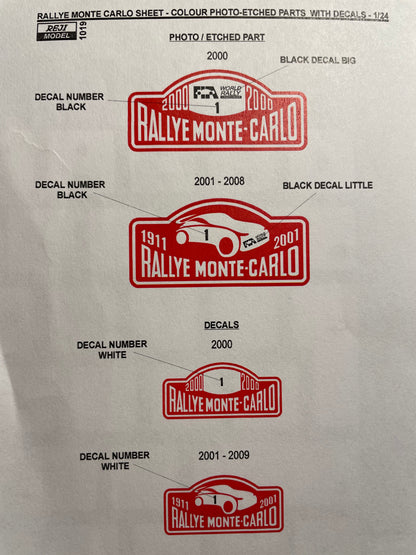 RALLYE MONTE CARLO SHEET - COLOUR PHOTO-ETCHED PARTS WITH DECALS - 1/24
REJI
MODEL
1019
PHOTO / ETCHED PART
2000
BLACK DECAL BIG
DECAL NUMBER
BLACK
2000 FIA WORLD RALLY 2000
1
RALLYE MONTE-CARLO
DECAL NUMBER
BLACK
2001 - 2008
BLACK DECAL LITTLE
1911 1 2001
RALLYE MONTE-CARLO
DECALS
DECAL NUMBER
WHITE
2000
2000 1 2000
RALLYE MONTE-CARLO
DECAL NUMBER
WHITE
2001 - 2009
1911 1 2001
RALLYE MONTE-CARLO